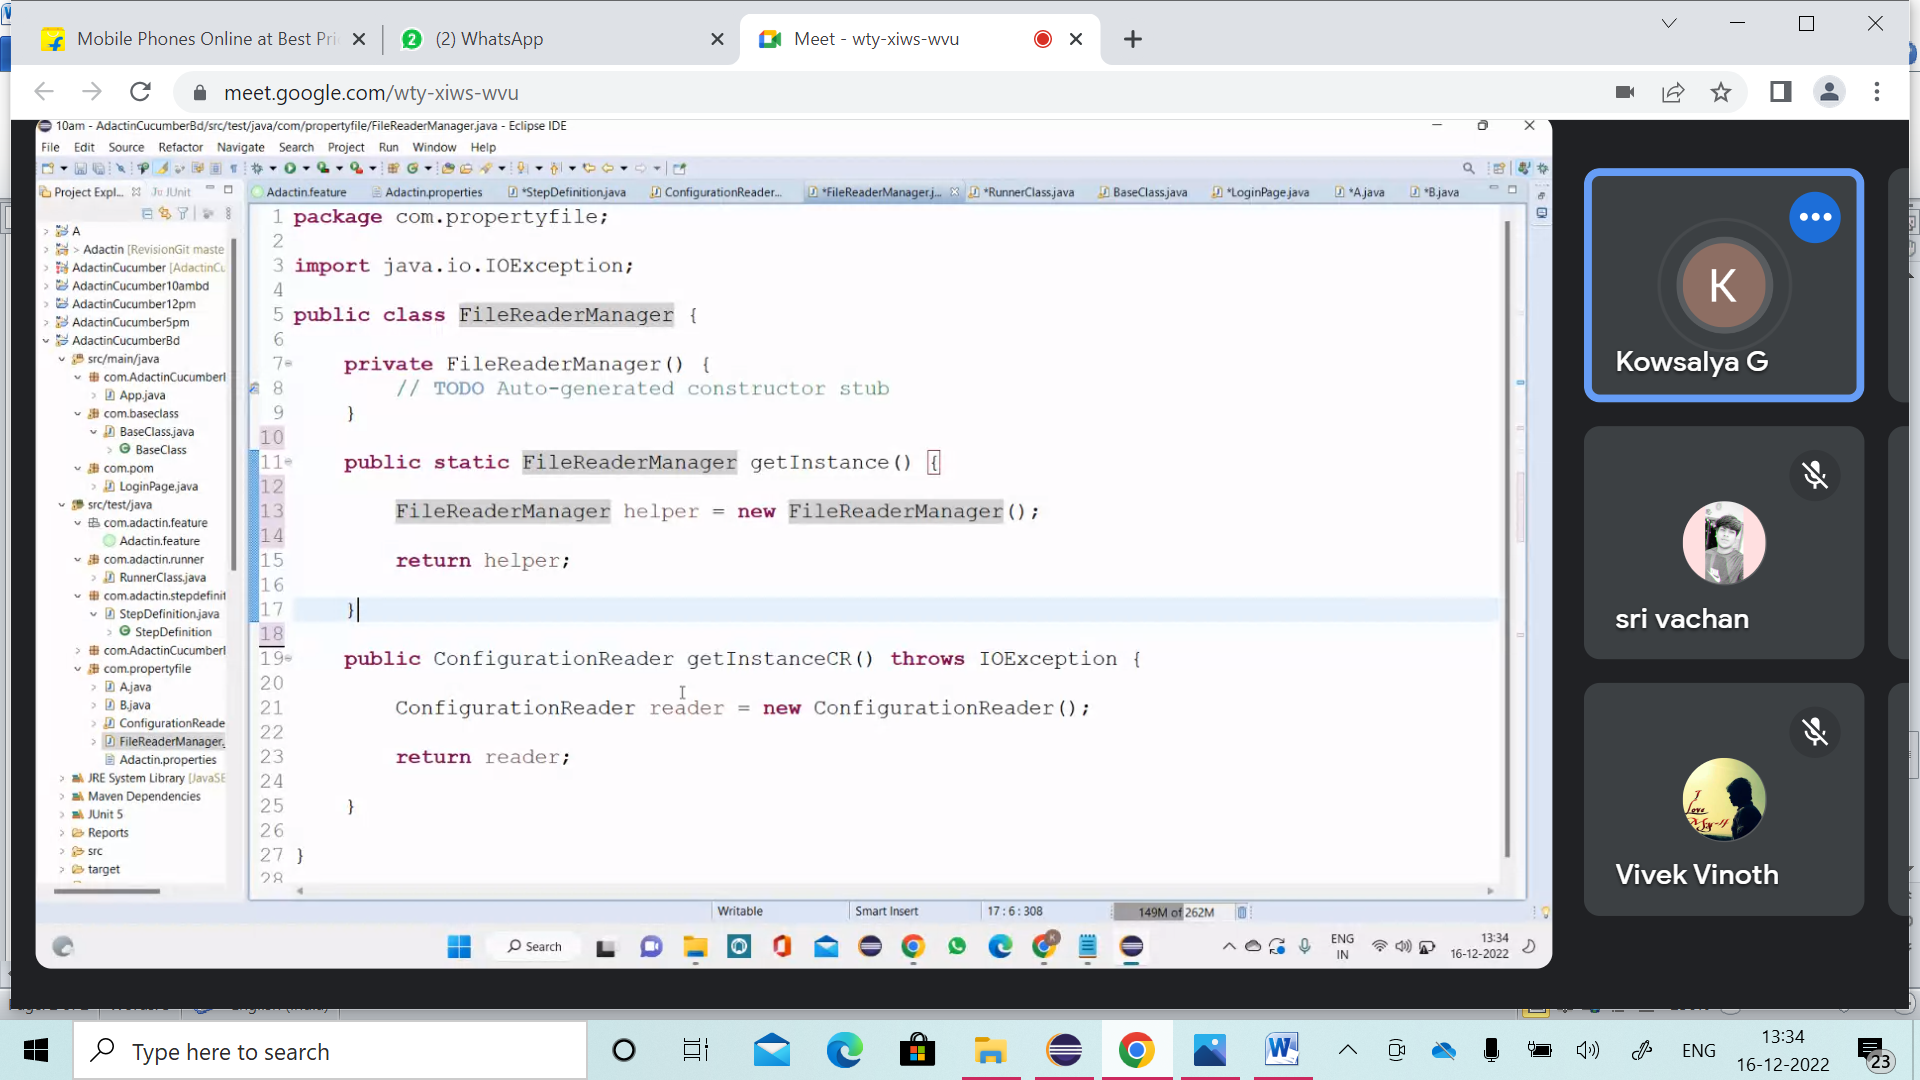 Mobile Phones Online at Best Pri
(2) WhatsApp
Meet - wty-xiws-wvu
meet.google.com/wty-xiws-wvu
10am - AdactinCucumberBd/src/test/java/com/propertyfile/FileReaderManager.java - Eclipse IDE
File Edit Source Refactor Navigate Search Project Run Window Help
Project Expl... JUnit
Adactin.feature Adactin.properties *StepDefinition.java ConfigurationReader... *FileReaderManager.j... *RunnerClass.java BaseClass.java *LoginPage.java *A.java *B.java
A
> Adactin [RevisionGit maste
AdactinCucumber [AdactinCu
AdactinCucumber10ambd
AdactinCucumber12pm
AdactinCucumber5pm
AdactinCucumberBd
src/main/java
com.AdactinCucumberl
App.java
com.baseclass
BaseClass.java
BaseClass
com.pom
LoginPage.java
src/test/java
com.adactin.feature
Adactin.feature
com.adactin.runner
RunnerClass.java
com.adactin.stepdefinit
StepDefinition.java
StepDefinition
com.AdactinCucumberl
com.propertyfile
A.java
B.java
ConfigurationReade
FileReaderManager.
Adactin.properties
JRE System Library [JavaSE
Maven Dependencies
JUnit 5
Reports
src
target
1 package com.propertyfile;
2
3 import java.io.IOException;
4
5 public class FileReaderManager {
6
7 private FileReaderManager() {
8 // TODO Auto-generated constructor stub
9 }
10
11 public static FileReaderManager getInstance() {
12
13 FileReaderManager helper = new FileReaderManager();
14
15 return helper;
16
17 }
18
19 public ConfigurationReader getInstanceCR() throws IOException {
20
21 ConfigurationReader reader = new ConfigurationReader();
22
23 return reader;
24
25 }
26
27 }
28
Writable Smart Insert 17 : 6 : 308 149M of 262M
Search
ENG
IN
13:34
16-12-2022
K
Kowsalya G
sri vachan
I
Love
Vivek Vinoth
Type here to search
ENG
13:34
16-12-2022
23